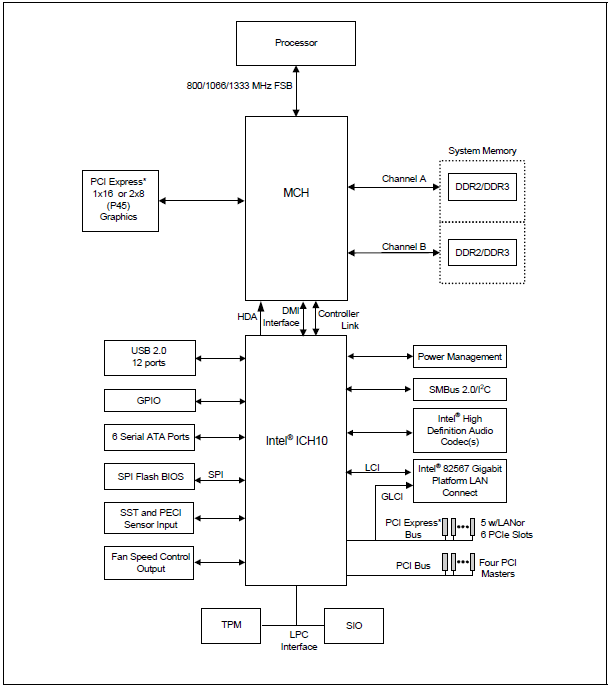 Processor
800/1066/1333 MHz FSB
MCH
System Memory
Channel A
DDR2/DDR3
Channel B
DDR2/DDR3
PCI Express*
1x16 or 2x8
(P45)
Graphics
HDA
DMI
Interface
Controller
Link
Intel® ICH10
USB 2.0
12 ports
GPIO
6 Serial ATA Ports
SPI Flash BIOS
SPI
SST and PECI
Sensor Input
Fan Speed Control
Output
Power Management
SMBus 2.0/I²C
Intel® High
Definition Audio
Codec(s)
LCI
Intel® 82567 Gigabit
Platform LAN
Connect
GLCI
PCI Express*
Bus
5 w/LANor
6 PCIe Slots
PCI Bus
Four PCI
Masters
TPM
LPC
Interface
SIO